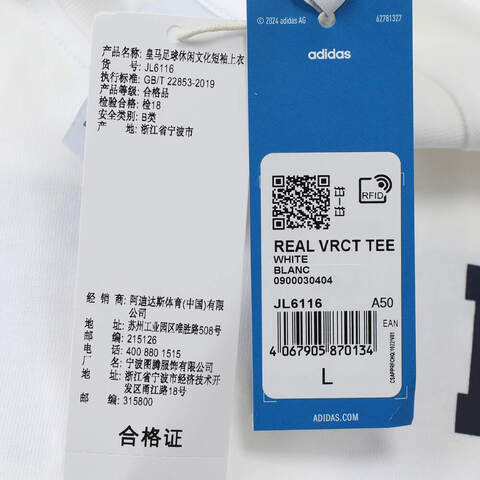 产品名称: 皇马足球休闲文化短袖上衣
货 号: JL6116
执行标准: GB/T 22853-2019
产品等级: 合格品
检验合格: 检18
安全类别: B类
产 地: 浙江省宁波市
经 销 商: 阿迪达斯体育(中国)有限公司
地 址: 苏州工业园区唯胜路508号
邮 编: 215126
电 话: 400 880 1515
制 造 商: 宁波图腾服饰有限公司
地 址: 浙江省宁波市经济技术开发区甬江路18号
邮 编: 315800
合格证
© 2024 adidas AG
62781327
adidas
RFID
REAL VRCT TEE
WHITE
BLANC
0900030404
JL6116 A50
EAN
4 067905 870134
L
ADIDAS.COM